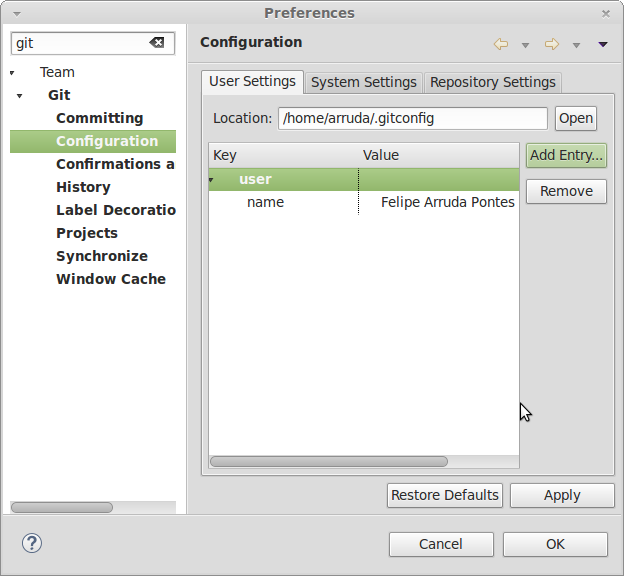 Preferences
git
Team
Git
Committing
Configuration
Confirmations a
History
Label Decoratio
Projects
Synchronize
Window Cache
Configuration
User Settings System Settings Repository Settings
Location: /home/arruda/.gitconfig Open
Key Value
user
name Felipe Arruda Pontes
Add Entry...
Remove
Restore Defaults Apply
? Cancel OK